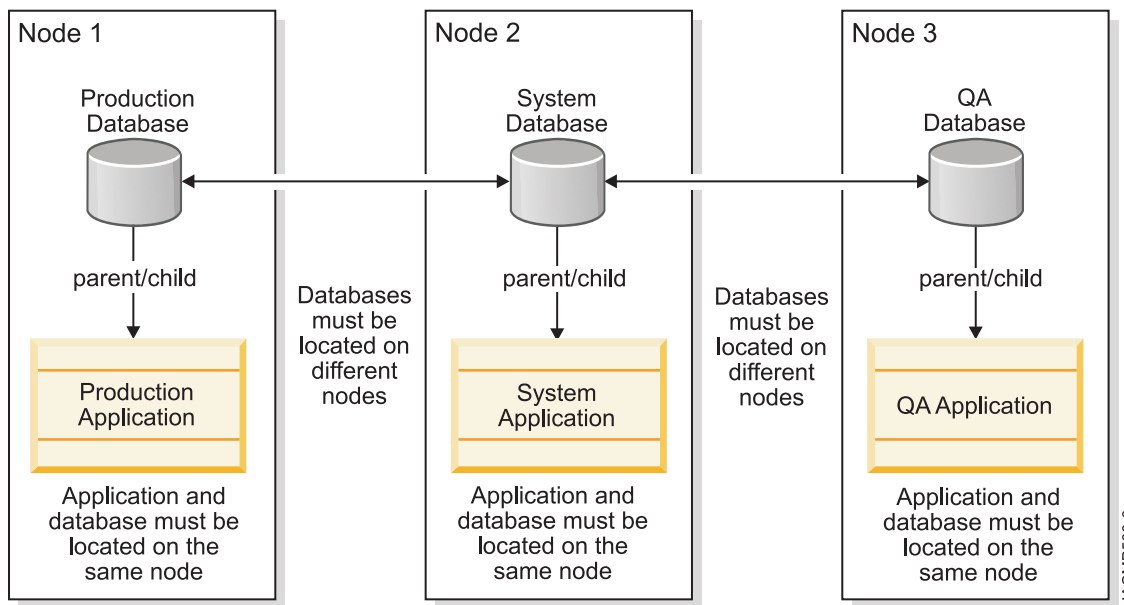 Node 1
Production
Database
parent/child
Production
Application
Application and
database must be
located on the
same node
Databases
must be
located on
different
nodes
Node 2
System
Database
parent/child
System
Application
Application and
database must be
located on the
same node
Databases
must be
located on
different
nodes
Node 3
QA
Database
parent/child
QA Application
Application and
database must be
located on the
same node